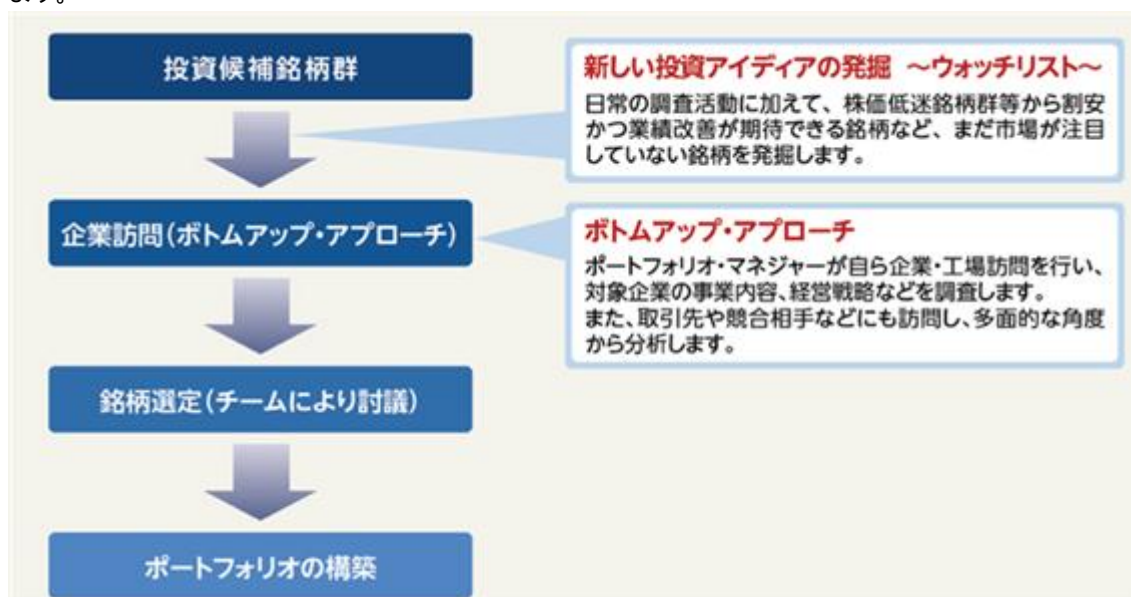 ます。
投資候補銘柄群
新しい投資アイディアの発掘 ～ウォッチリスト～
日常の調査活動に加えて、株価低迷銘柄群等から割安
かつ業績改善が期待できる銘柄など、まだ市場が注目
していない銘柄を発掘します。
企業訪問(ボトムアップ・アプローチ)
ボトムアップ・アプローチ
ポートフォリオ・マネジャーが自ら企業・工場訪問を行い、
対象企業の事業内容、経営戦略などを調査します。
また、取引先や競合相手などにも訪問し、多面的な角度
から分析します。
銘柄選定(チームにより討議)
ポートフォリオの構築